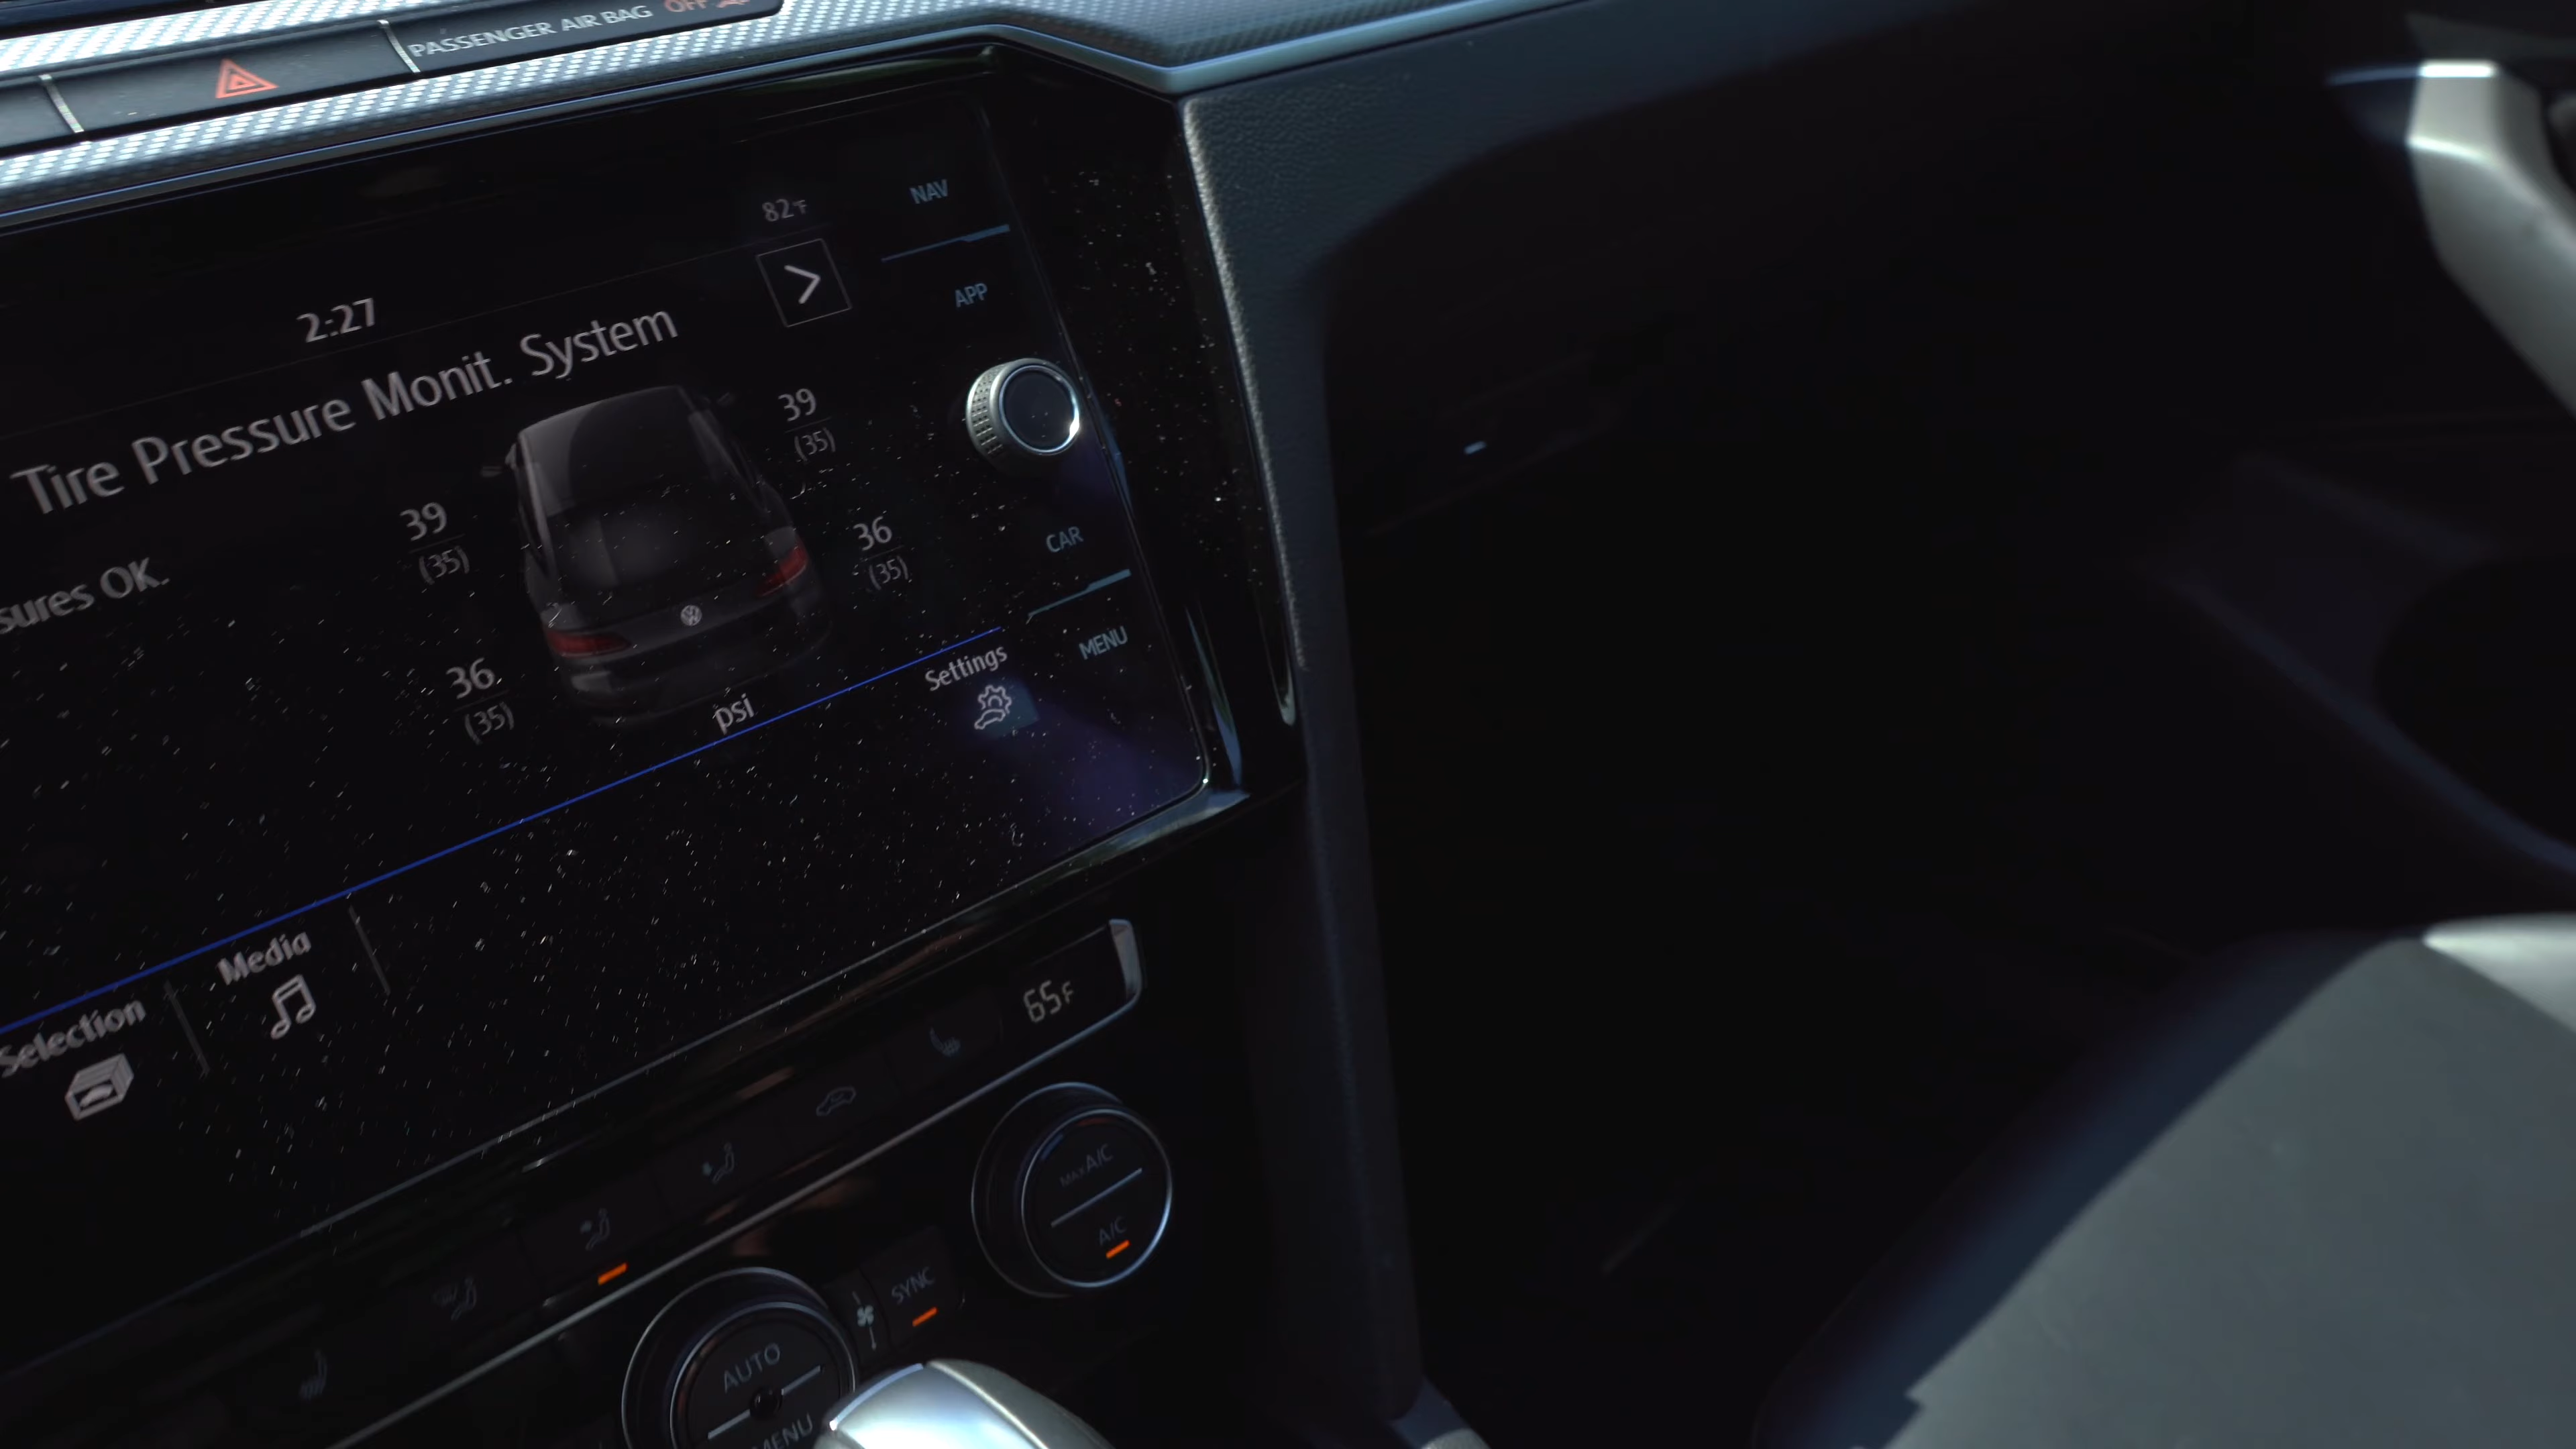 PASSENGER AIR BAG OFF
82°F
NAV
2:27
Tire Pressure Monit. System
APP
39
(35)
39
(35)
36
(35)
CAR
sures OK.
36
(35)
MENU
Settings
psi
Media
Selection
65F
MAX A/C
A/C
SYNC
AUTO
MENU